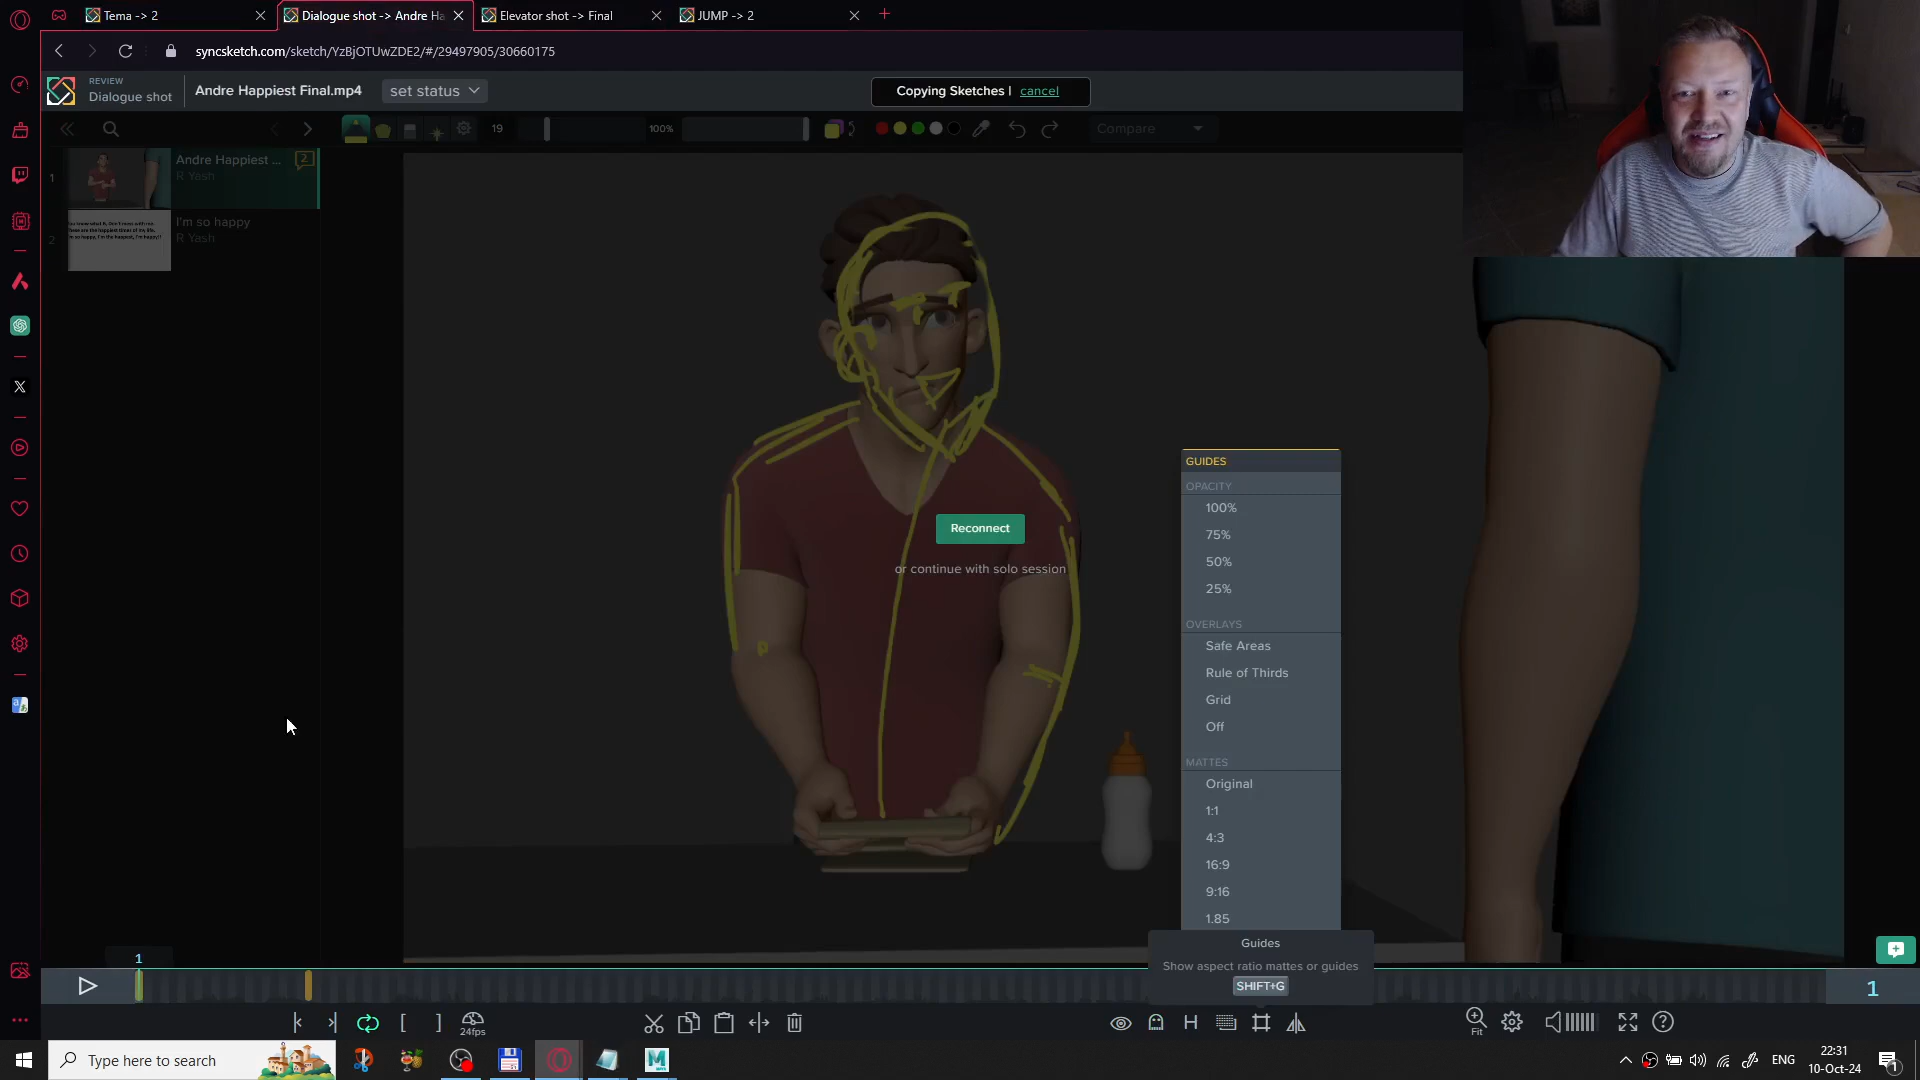 Tema -> 2
Dialogue shot -> Andre Ha
Elevator shot -> Final
JUMP -> 2
syncsketch.com/sketch/YzBjOTUwZDE2/#/29497905/30660175
REVIEW
Dialogue shot
Andre Happiest Final.mp4
set status
Copying Sketches |
cancel
19
100%
Compare
1
Andre Happiest ...
2
R Yash
2
I'm so happy
R Yash
Reconnect
or continue with solo session
GUIDES
OPACITY
100%
75%
50%
25%
OVERLAYS
Safe Areas
Rule of Thirds
Grid
Off
MATTES
Original
1:1
4:3
16:9
9:16
1.85
Guides
Show aspect ratio mattes or guides
SHIFT+G
1
1
24fps
H
Fit
Type here to search
ENG
22:31
10-Oct-24
1